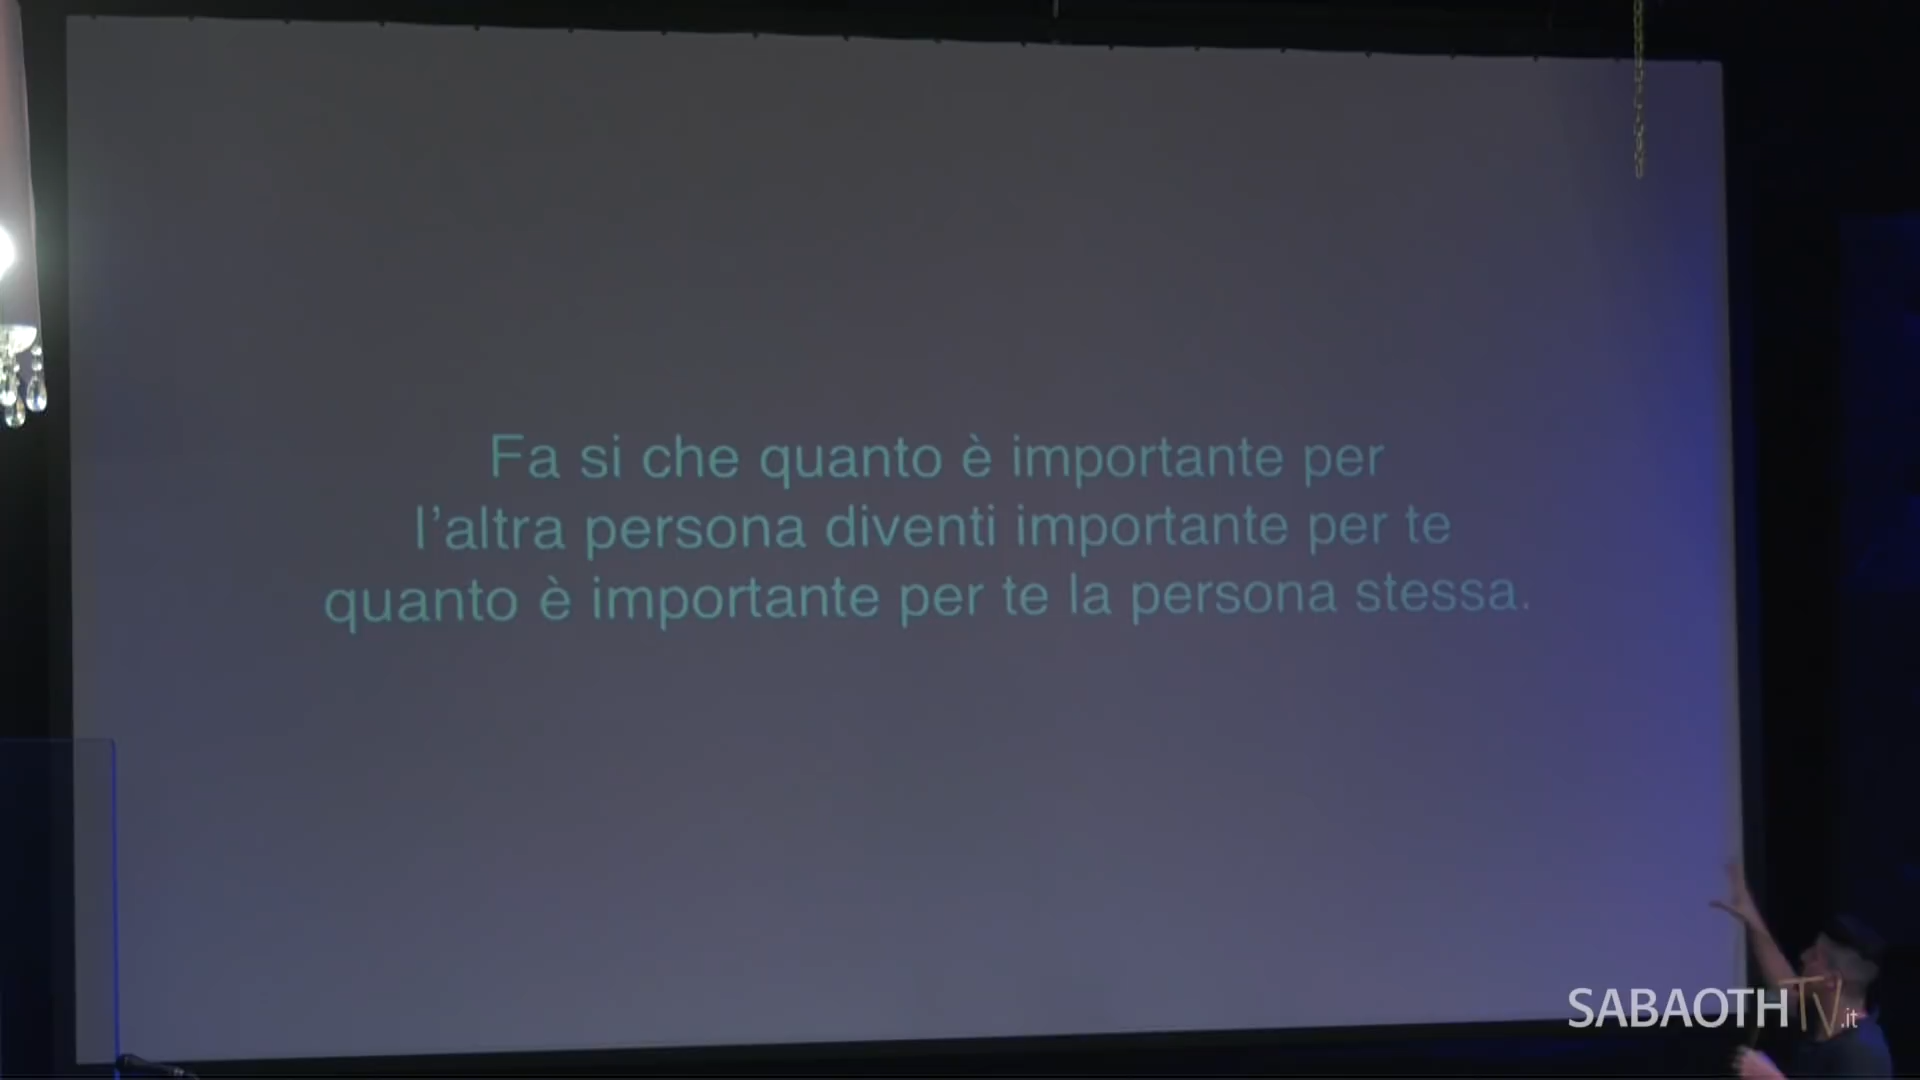 Fa si che quanto è importante per
l’altra persona diventi importante per te
quanto è importante per te la persona stessa.
SABAOTHTV.it